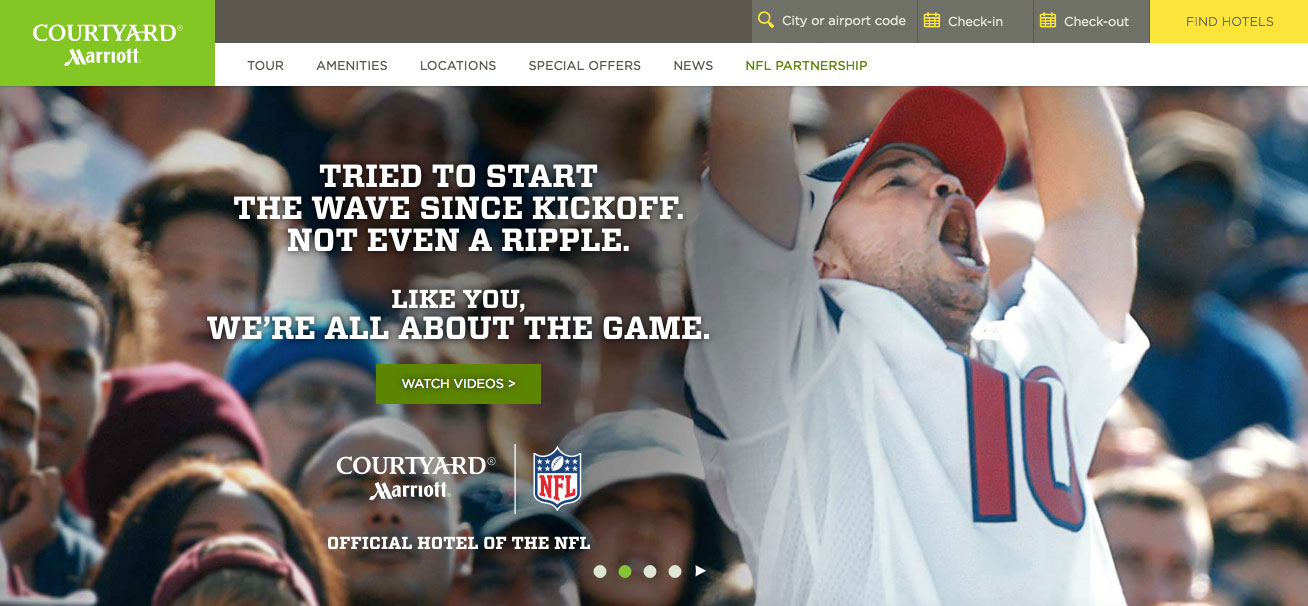 COURTYARD®
Marriott®
City or airport code
Check-in
Check-out
FIND HOTELS
TOUR
AMENITIES
LOCATIONS
SPECIAL OFFERS
NEWS
NFL PARTNERSHIP
TRIED TO START
THE WAVE SINCE KICKOFF.
NOT EVEN A RIPPLE.
LIKE YOU,
WE’RE ALL ABOUT THE GAME.
WATCH VIDEOS >
COURTYARD®
Marriott®
NFL
OFFICIAL HOTEL OF THE NFL
10